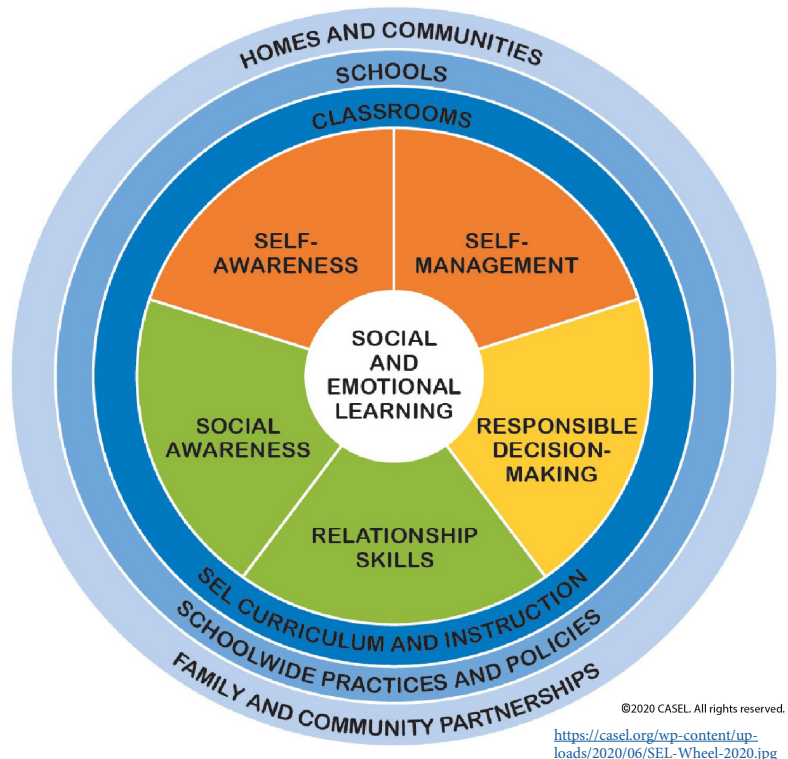 HOMES AND COMMUNITIES
SCHOOLS
CLASSROOMS
SELF-
AWARENESS
SELF-
MANAGEMENT
SOCIAL
AND
EMOTIONAL
LEARNING
SOCIAL
AWARENESS
RESPONSIBLE
DECISION-
MAKING
RELATIONSHIP
SKILLS
SEL CURRICULUM AND INSTRUCTION
SCHOOLWIDE PRACTICES AND POLICIES
FAMILY AND COMMUNITY PARTNERSHIPS
©2020 CASEL. All rights reserved.
https://casel.org/wp-content/up-
loads/2020/06/SEL-Wheel-2020.jpg